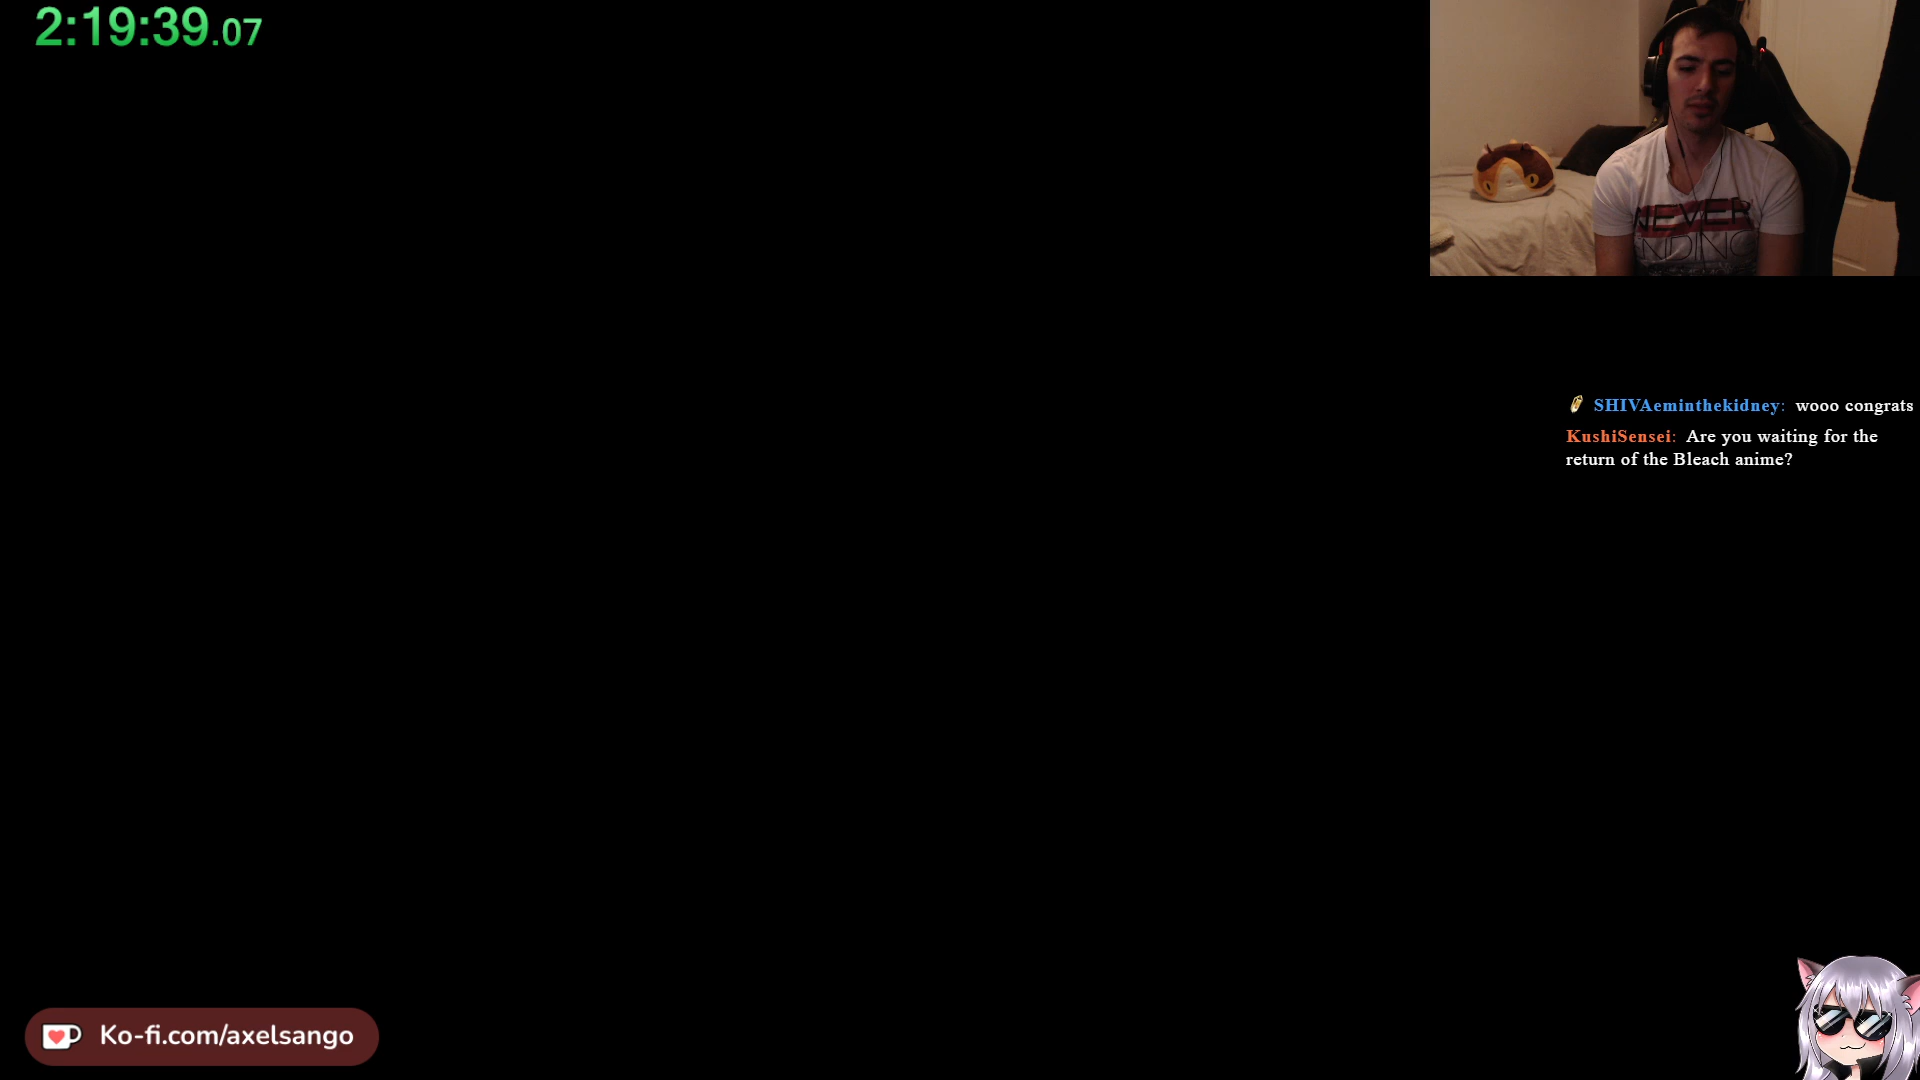 2:19:39.07
NEVER
SHIVAeminthekidney: wooo congrats
KushiSensei: Are you waiting for the
return of the Bleach anime?
Ko-fi.com/axelsango